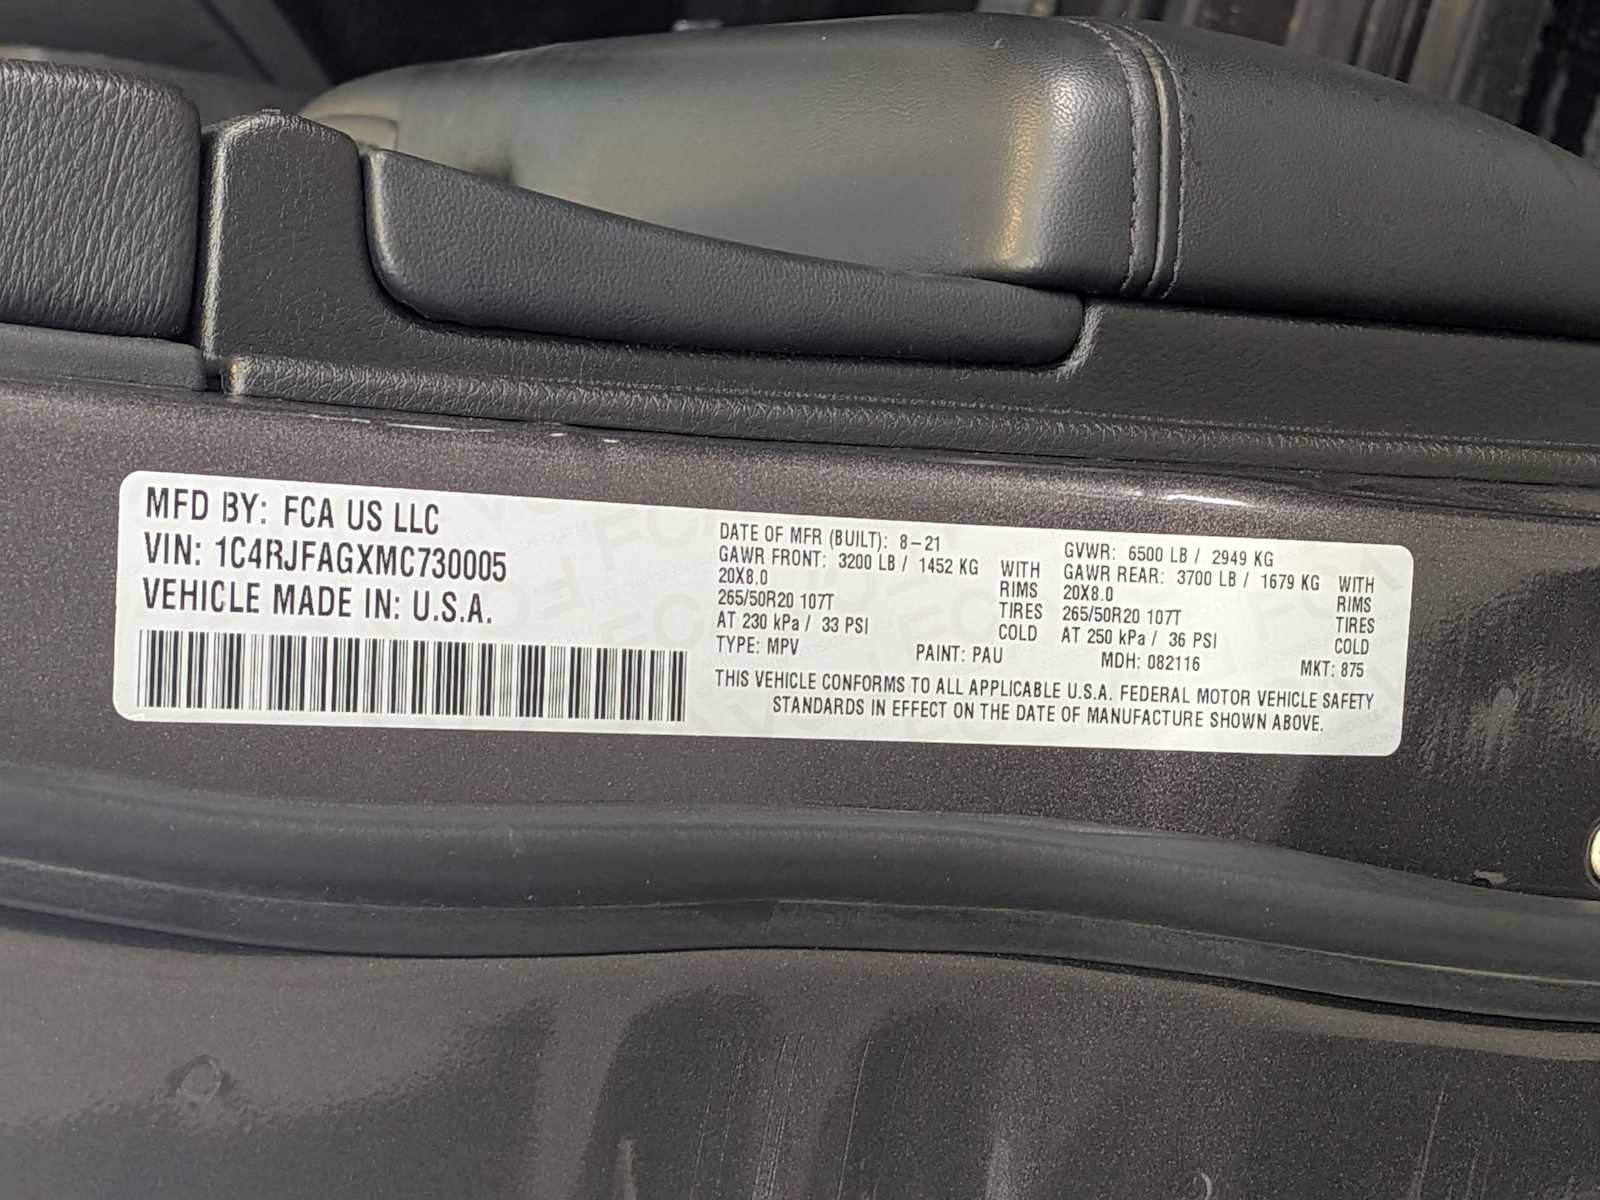 MFD BY: FCA US LLC
VIN: 1C4RJFAGXMC730005
VEHICLE MADE IN: U.S.A.
DATE OF MFR (BUILT): 8-21
GAWR FRONT: 3200 LB / 1452 KG WITH
20X8.0 RIMS
265/50R20 107T TIRES
AT 230 kPa / 33 PSI COLD
TYPE: MPV PAINT: PAU
GVWR: 6500 LB / 2949 KG
GAWR REAR: 3700 LB / 1679 KG WITH
20X8.0 RIMS
265/50R20 107T TIRES
AT 250 kPa / 36 PSI COLD
MDH: 082116 MKT: 875
THIS VEHICLE CONFORMS TO ALL APPLICABLE U.S.A. FEDERAL MOTOR VEHICLE SAFETY
STANDARDS IN EFFECT ON THE DATE OF MANUFACTURE SHOWN ABOVE.